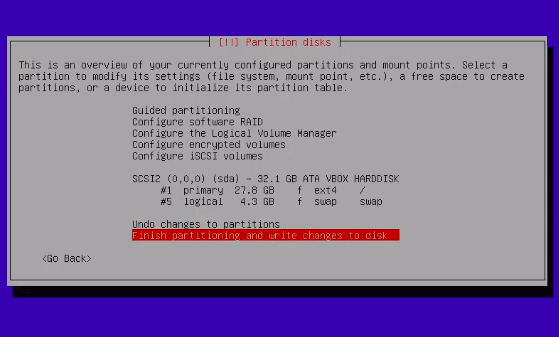 [!!] Partition disks
This is an overview of your currently configured partitions and mount points. Select a
partition to modify its settings (file system, mount point, etc.), a free space to create
partitions, or a device to initialize its partition table.
Guided partitioning
Configure software RAID
Configure the Logical Volume Manager
Configure encrypted volumes
Configure iSCSI volumes
SCSI2 (0,0,0) (sda) - 32.1 GB ATA VBOX HARDDISK
#1 primary 27.8 GB f ext4 /
#5 logical 4.3 GB f swap swap
Undo changes to partitions
Finish partitioning and write changes to disk
<Go Back>